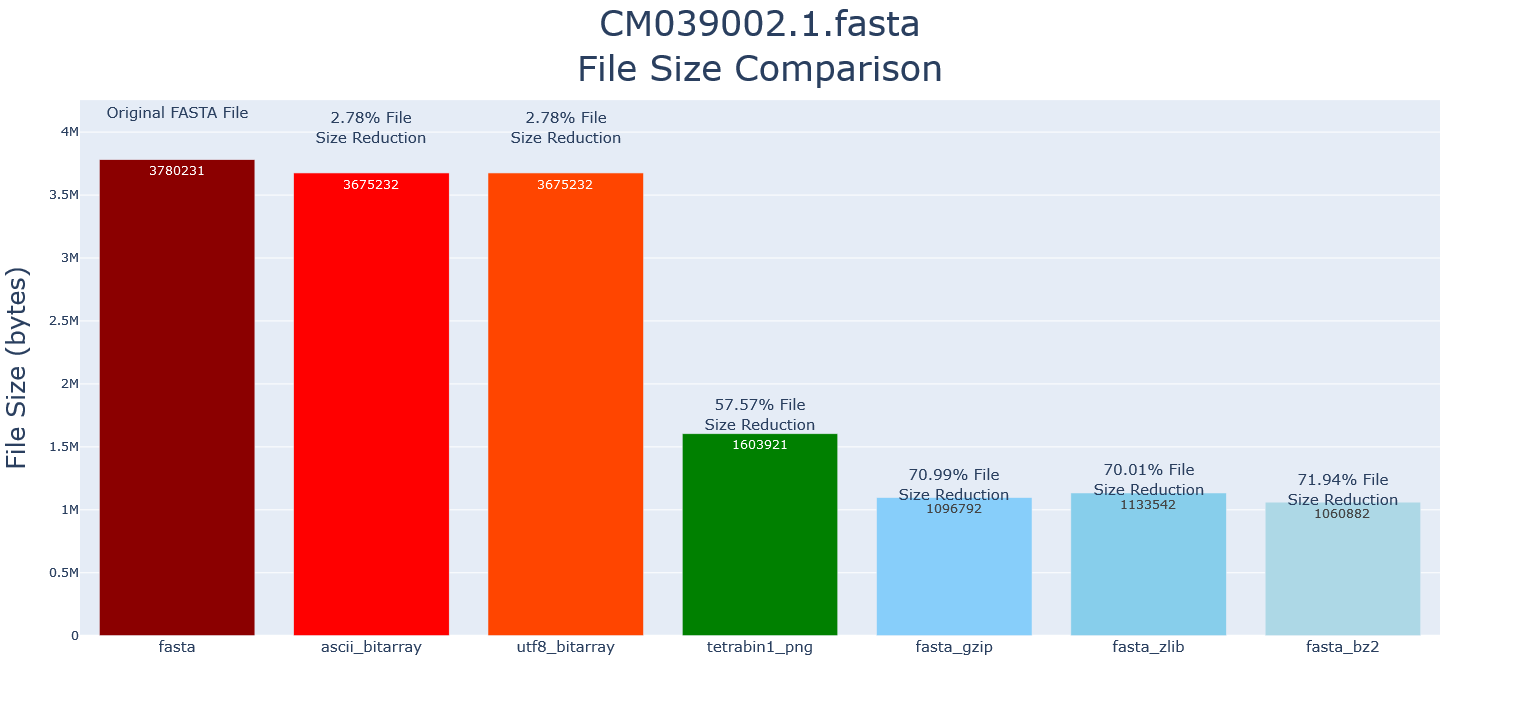 CM039002.1.fasta
File Size Comparison
Original FASTA File
2.78% File
Size Reduction
2.78% File
Size Reduction
4M
3780231
3675232
3675232
3.5M
3M
2.5M
2M
1.5M
1M
0.5M
0
File Size (bytes)
57.57% File
Size Reduction
1603921
70.99% File
Size Reduction
1096792
70.01% File
Size Reduction
1133542
71.94% File
Size Reduction
1060882
fasta
ascii_bitarray
utf8_bitarray
tetrabin1_png
fasta_gzip
fasta_zlib
fasta_bz2